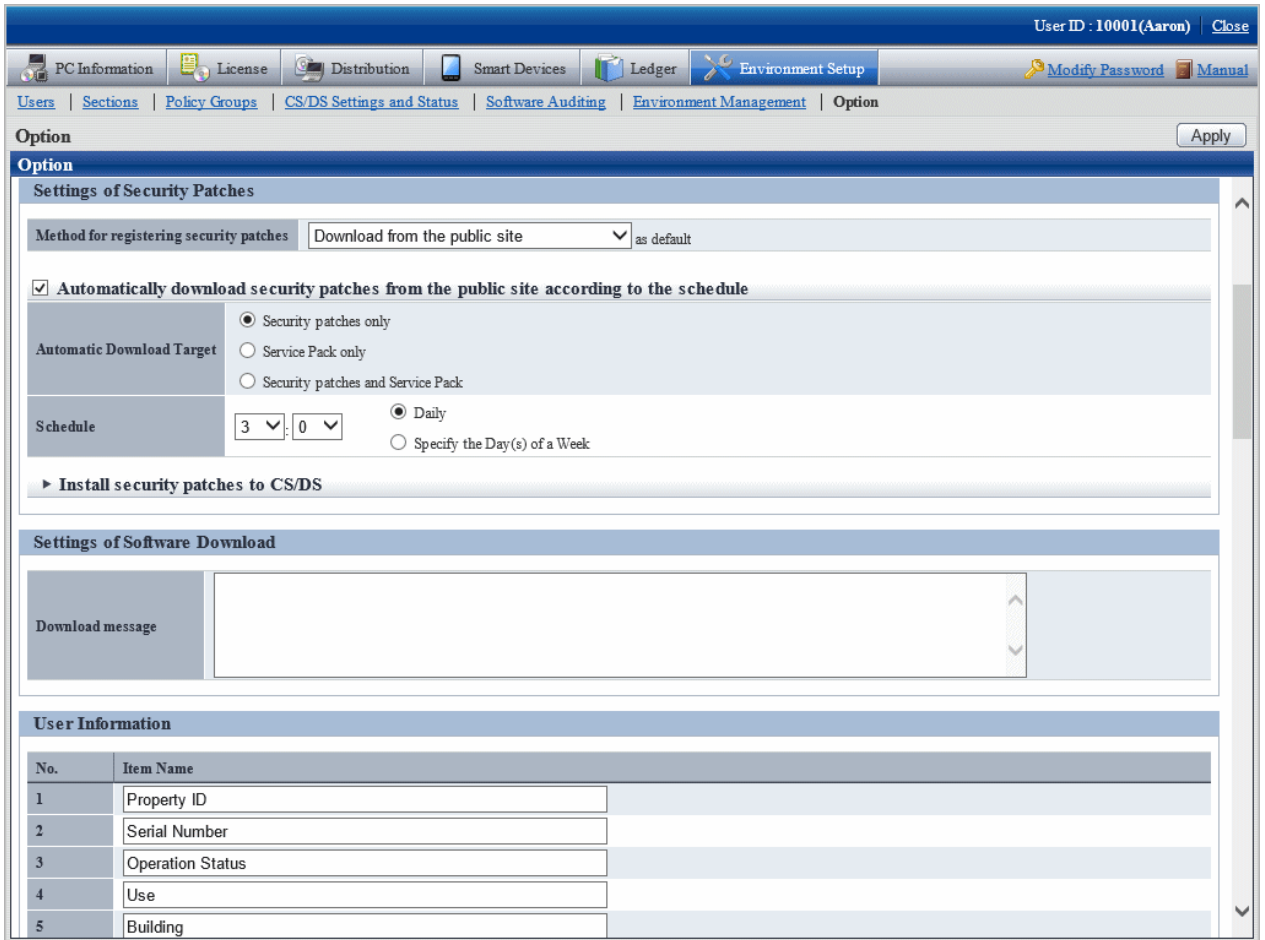 User ID : 10001(Aaron) Close
PC Information License Distribution Smart Devices Ledger Environment Setup Modify Password Manual
Users | Sections | Policy Groups | CS/DS Settings and Status | Software Auditing | Environment Management | Option
Option Apply
Option
Settings of Security Patches
Method for registering security patches Download from the public site as default
Automatically download security patches from the public site according to the schedule
Automatic Download Target
Security patches only
Service Pack only
Security patches and Service Pack
Schedule 3 : 0
Daily
Specify the Day(s) of a Week
Install security patches to CS/DS
Settings of Software Download
Download message
User Information
No. Item Name
1 Property ID
2 Serial Number
3 Operation Status
4 Use
5 Building